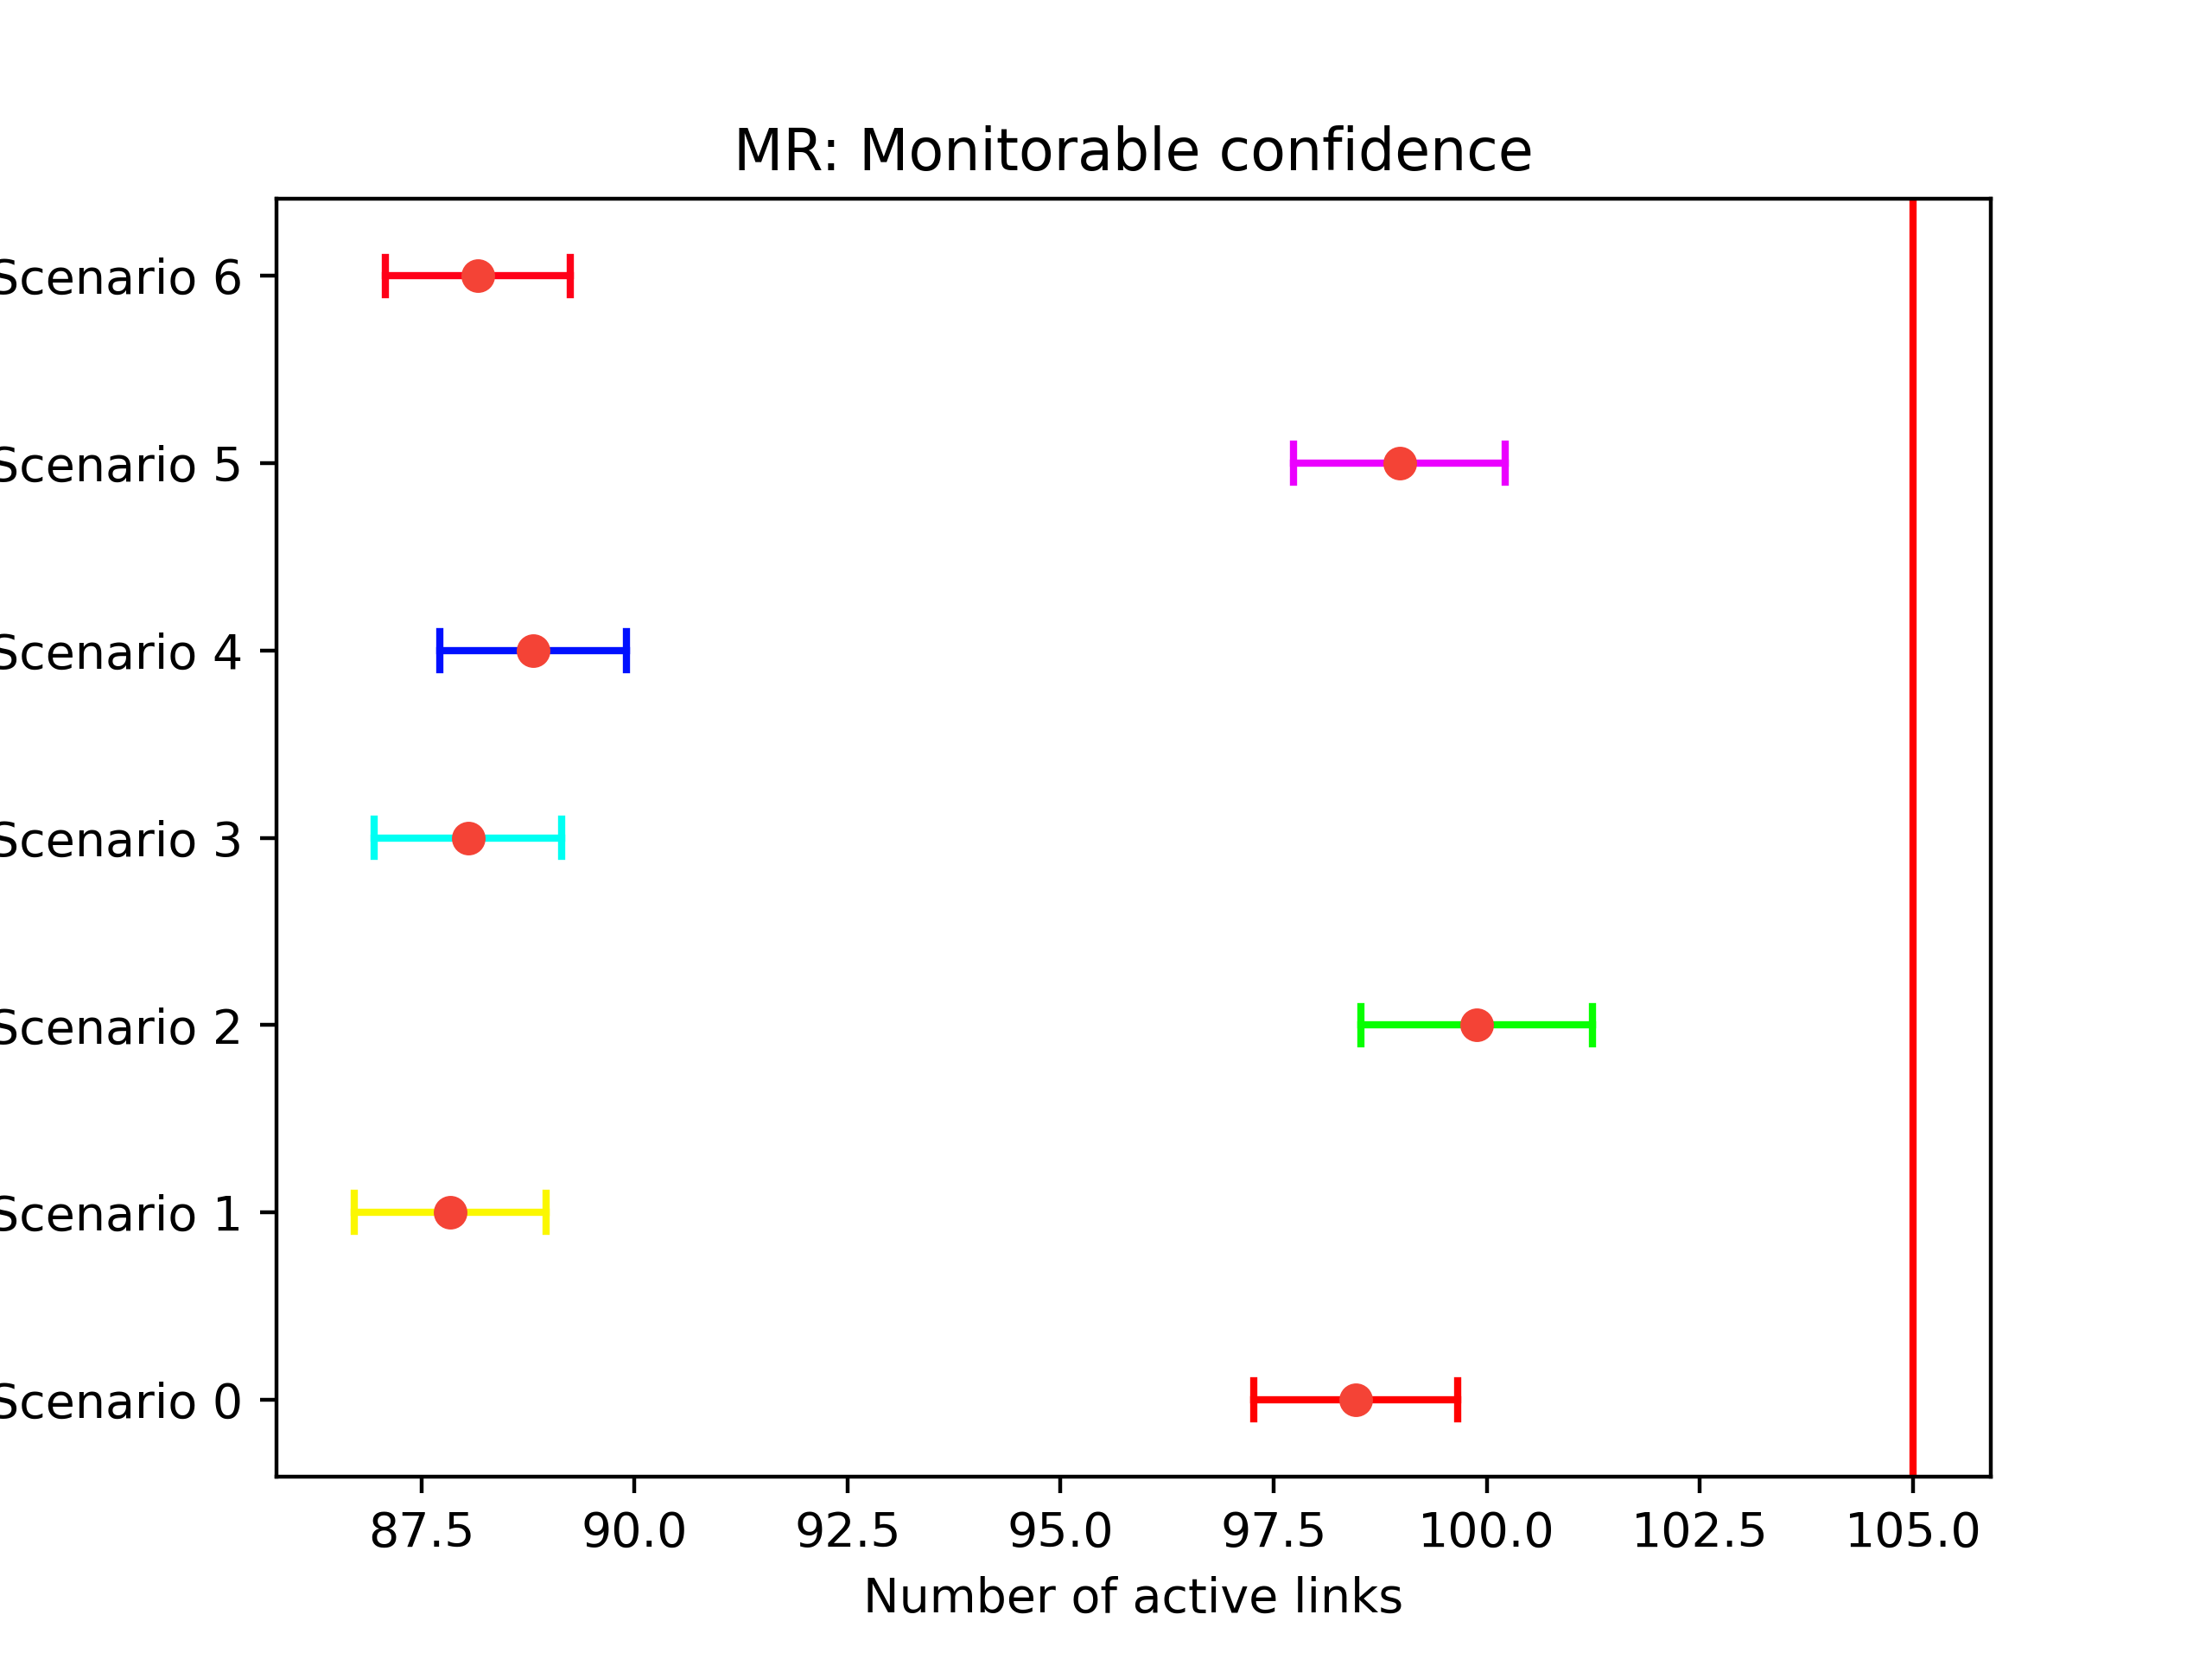 MR: Monitorable confidence
Scenario 6
Scenario 5
Scenario 4
Scenario 3
Scenario 2
Scenario 1
Scenario 0
87.5 90.0 92.5 95.0 97.5 100.0 102.5 105.0
Number of active links